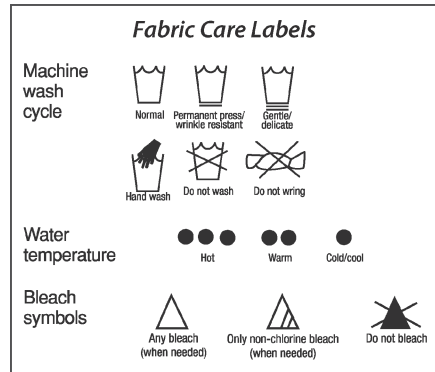 Fabric Care Labels
Machine
wash
cycle
Normal
Permanent press/
wrinkle resistant
Gentle/
delicate
Hand wash
Do not wash
Do not wring
Water
temperature
Hot
Warm
Cold/cool
Bleach
symbols
Any bleach
(when needed)
Only non-chlorine bleach
(when needed)
Do not bleach